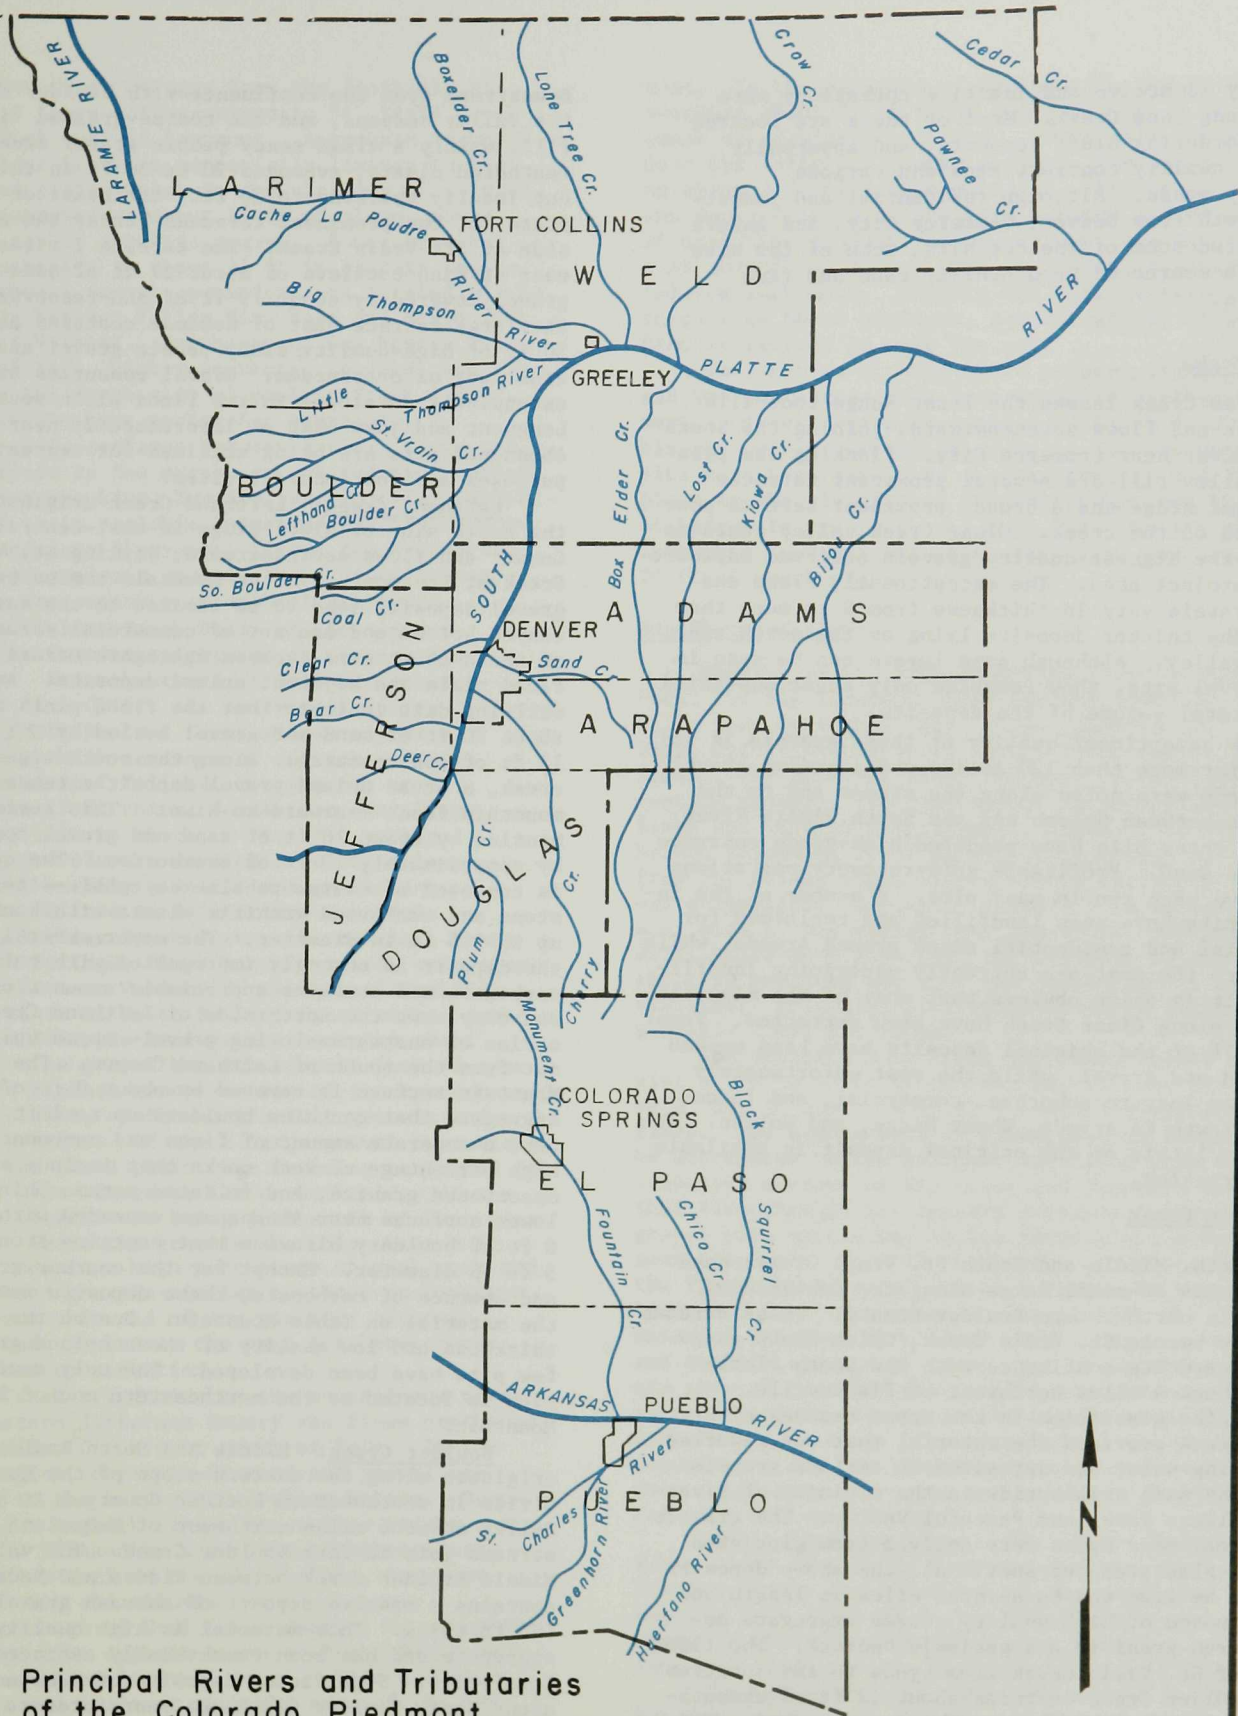 LARAMIE RIVER
Boxelder Cr.
Lone Tree Cr.
Crow Cr.
Cedar Cr.
Pawnee Cr.
LARIMER
Cache La Poudre River
FORT COLLINS
WELD
Big Thompson River
RIVER
PLATTE
GREELEY
Little Thompson River
St. Vrain Cr.
BOULDER
Lefthand Cr.
Boulder Cr.
So. Boulder Cr.
Coal Cr.
Box Elder Cr.
Lost Cr.
Kiowa Cr.
Bijou Cr.
SOUTH
ADAMS
DENVER
Sand Cr.
Clear Cr.
Bear Cr.
Deer Cr.
JEFFERSON
ARAPAHOE
DOUGLAS
Plum Cr.
Cherry Cr.
Monument Cr.
COLORADO
SPRINGS
Black Squirrel Cr.
EL PASO
Fountain Cr
Chico Cr
ARKANSAS RIVER
PUEBLO
PUEBLO
St. Charles River
Greenhorn River
Huerfano River
N
Principal Rivers and Tributaries
of the Colorado Piedmont